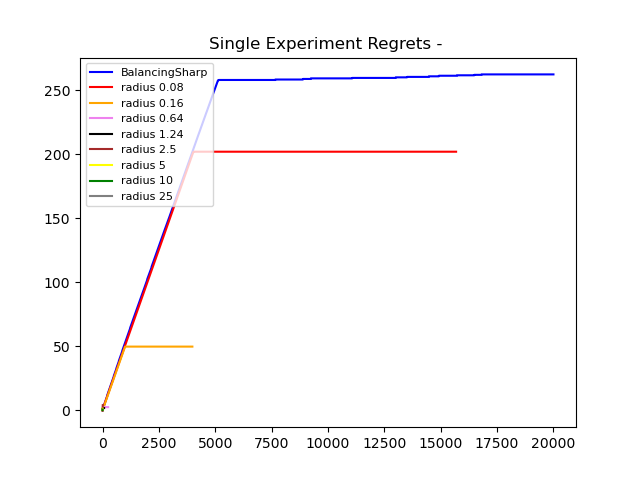 Single Experiment Regrets -
BalancingSharp
radius 0.08
radius 0.16
radius 0.64
radius 1.24
radius 2.5
radius 5
radius 10
radius 25
250
200
150
100
50
0
0 2500 5000 7500 10000 12500 15000 17500 20000